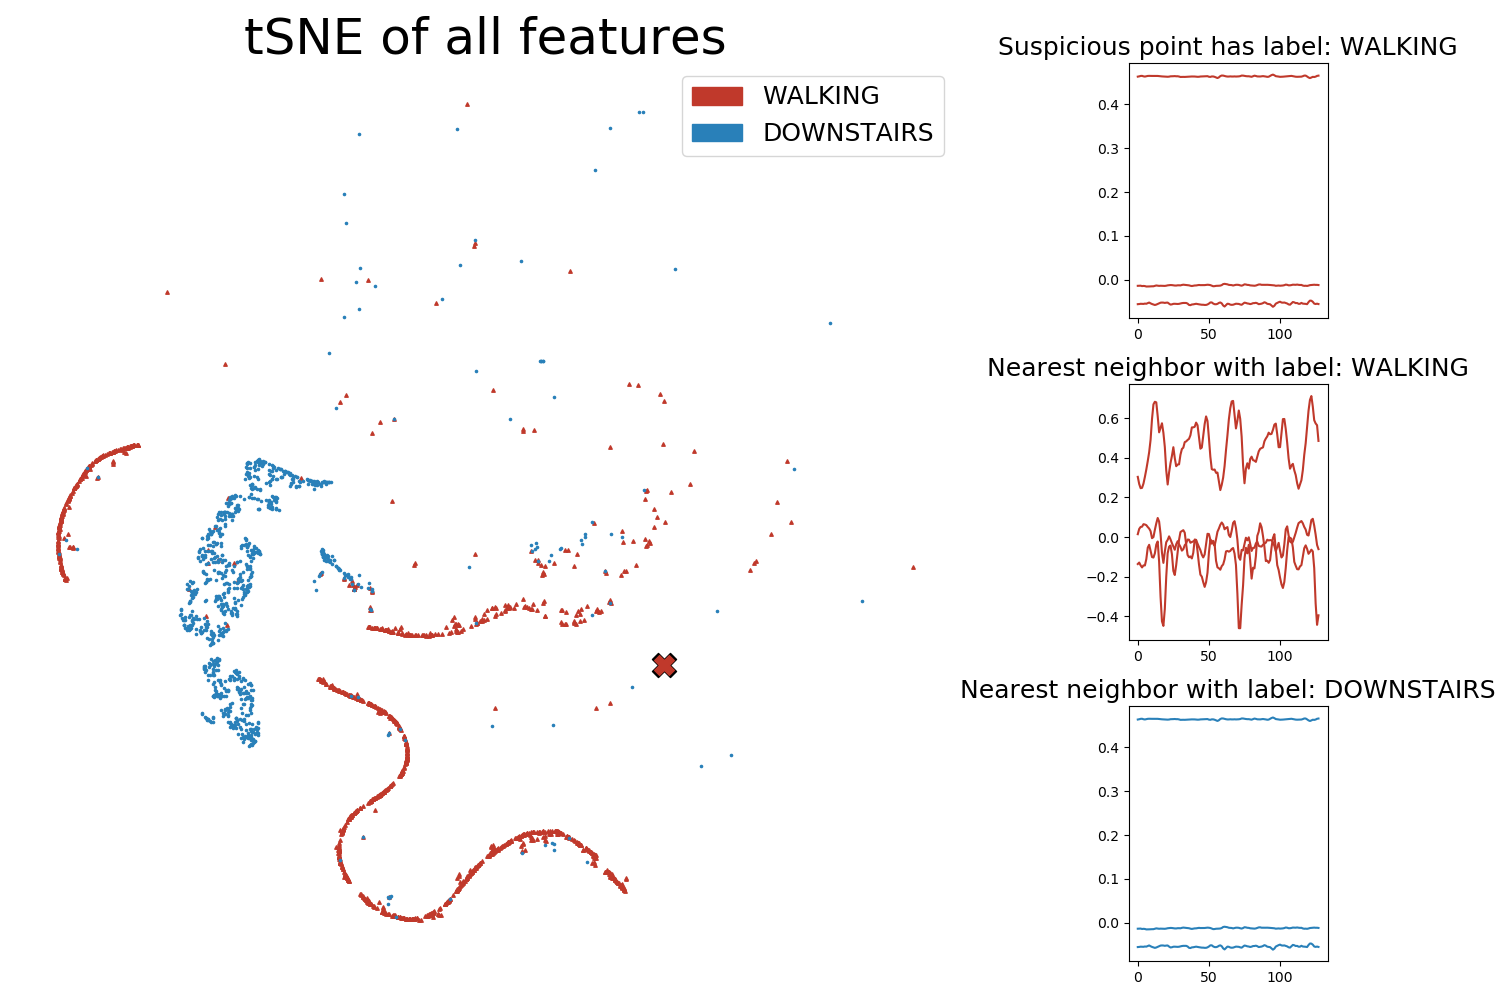 tSNE of all features
WALKING
DOWNSTAIRS
Suspicious point has label: WALKING
0.4
0.3
0.2
0.1
0.0
0 50 100
Nearest neighbor with label: WALKING
0.6
0.4
0.2
0.0
−0.2
−0.4
0 50 100
Nearest neighbor with label: DOWNSTAIRS
0.4
0.3
0.2
0.1
0.0
0 50 100